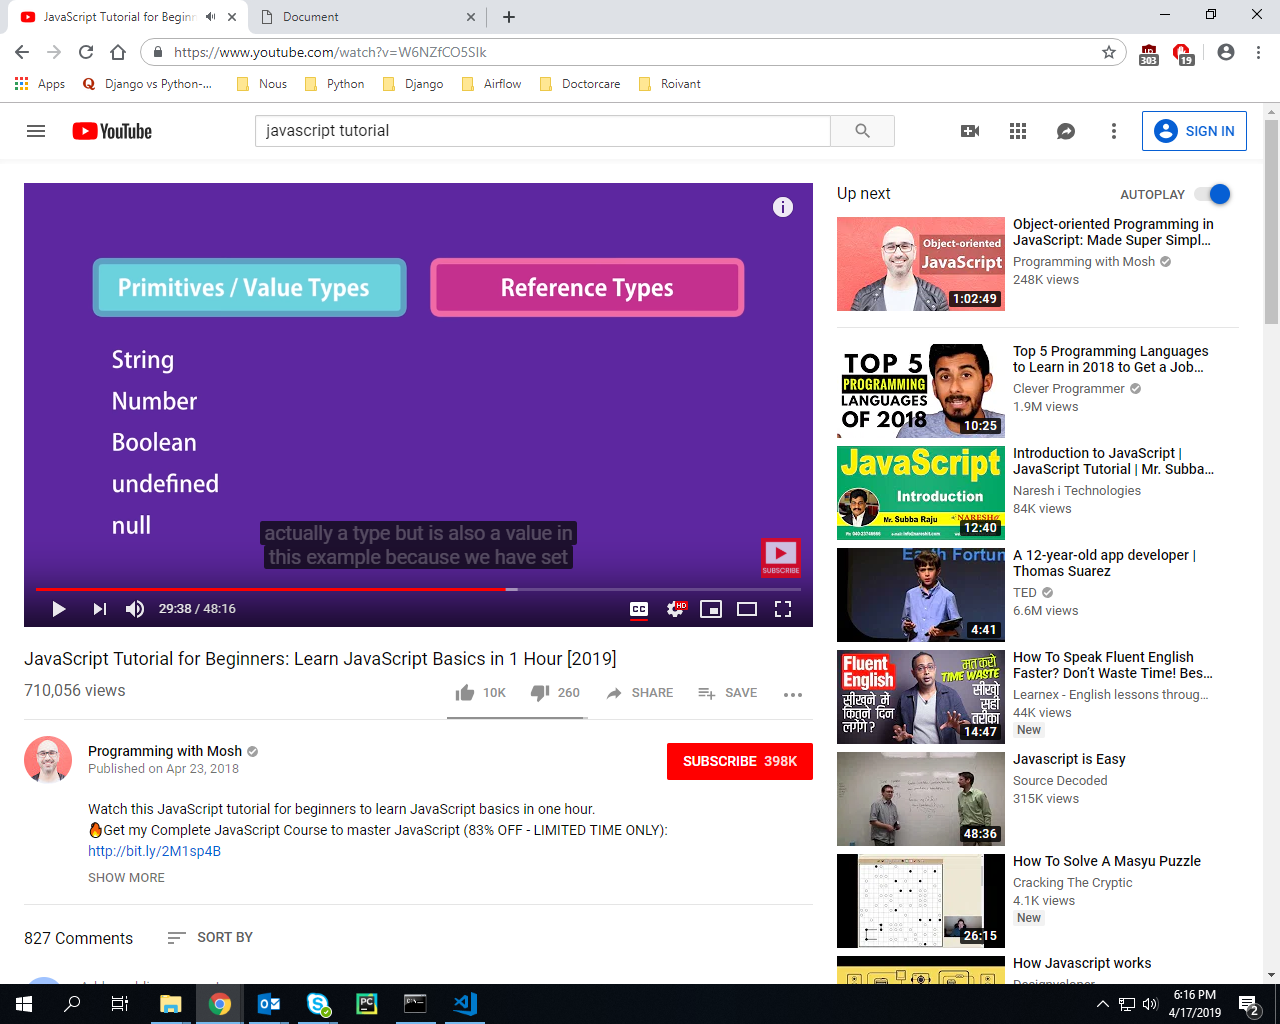 JavaScript Tutorial for Beginn
Document
https://www.youtube.com/watch?v=W6NZfCO5SIk
303
19
Apps
Django vs Python-...
Nous
Python
Django
Airflow
Doctorcare
Roivant
YouTube
javascript tutorial
SIGN IN
Primitives / Value Types
Reference Types
String
Number
Boolean
undefined
null
actually a type but is also a value in
this example because we have set
SUBSCRIBE
29:38 / 48:16
CC
HD
JavaScript Tutorial for Beginners: Learn JavaScript Basics in 1 Hour [2019]
710,056 views
10K
260
SHARE
SAVE
Programming with Mosh
Published on Apr 23, 2018
SUBSCRIBE 398K
Watch this JavaScript tutorial for beginners to learn JavaScript basics in one hour.
🔥Get my Complete JavaScript Course to master JavaScript (83% OFF - LIMITED TIME ONLY):
http://bit.ly/2M1sp4B
SHOW MORE
827 Comments
SORT BY
Up next
AUTOPLAY
Object-oriented
JavaScript
1:02:49
Object-oriented Programming in
JavaScript: Made Super Simpl...
Programming with Mosh
248K views
TOP 5
PROGRAMMING
LANGUAGES
OF 2018
10:25
Top 5 Programming Languages
to Learn in 2018 to Get a Job...
Clever Programmer
1.9M views
JavaScript
Introduction
Mr. Subba Raju
12:40
Introduction to JavaScript |
JavaScript Tutorial | Mr. Subba...
Naresh i Technologies
84K views
Earth Fortun
4:41
A 12-year-old app developer |
Thomas Suarez
TED
6.6M views
Fluent
English
सीखने में
कितने दिन
लगेंगे ?
मत करो
TIME WASTE
सीखो
सही
तरीका
14:47
How To Speak Fluent English
Faster? Don't Waste Time! Bes...
Learnex - English lessons throug...
44K views
New
48:36
Javascript is Easy
Source Decoded
315K views
26:15
How To Solve A Masyu Puzzle
Cracking The Cryptic
4.1K views
New
How Javascript works
6:16 PM
4/17/2019
2